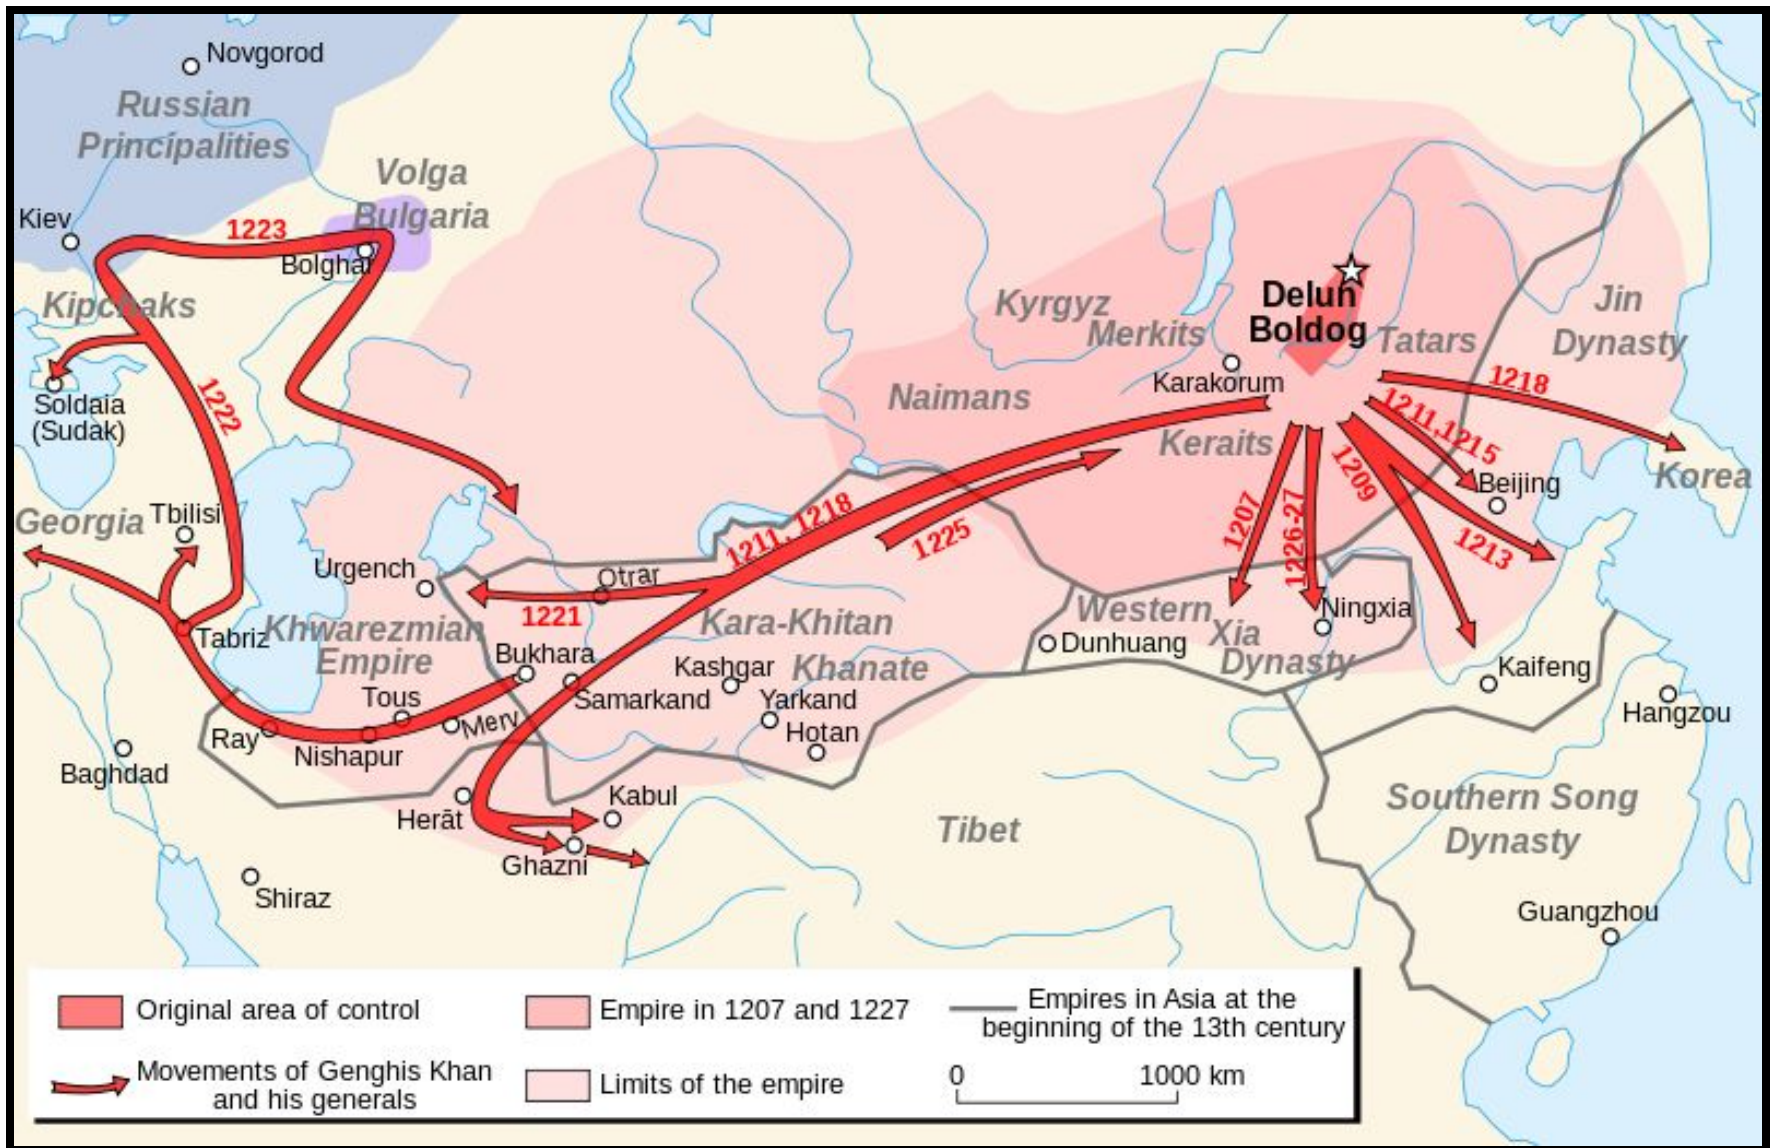 Novgorod
Russian
Principalities
Volga
Bulgaria
Kiev
1223
Bolghar
Kipchaks
Soldaia
(Sudak)
1222
Georgia
Tbilisi
Tabriz
Urgench
Khwarezmian
Empire
Otrar
1221
Bukhara
Samarkand
Tous
Merv
Ray
Nishapur
Baghdad
Herāt
Kabul
Ghazni
Shiraz
Kyrgyz
Merkits
Naimans
Keraits
Delun
Boldog
Tatars
Karakorum
Jin
Dynasty
1218
1211,1215
Korea
Beijing
1211, 1218
1225
1207
1226-27
1209
1213
Kara-Khitan
Khanate
Kashgar
Yarkand
Hotan
Western
Xia
Dynasty
Dunhuang
Ningxia
Kaifeng
Hangzou
Tibet
Southern Song
Dynasty
Guangzhou
Original area of control
Movements of Genghis Khan
and his generals
Empire in 1207 and 1227
Limits of the empire
Empires in Asia at the
beginning of the 13th century
0 1000 km